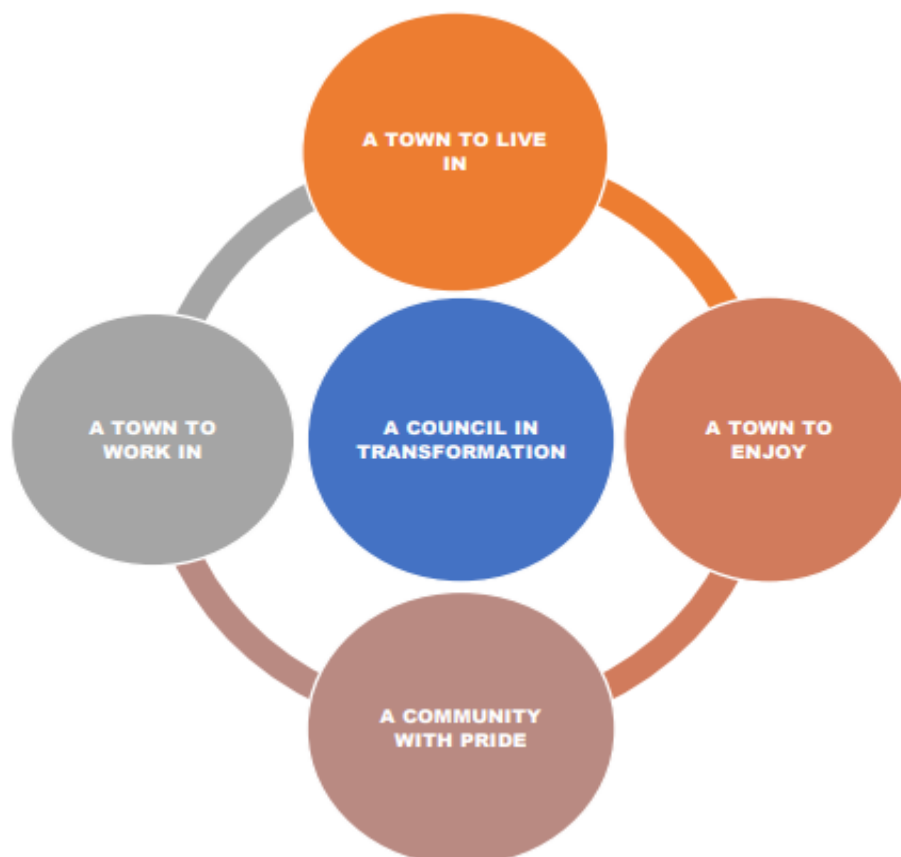 A TOWN TO LIVE
IN
A TOWN TO
WORK IN
A COUNCIL IN
TRANSFORMATION
A TOWN TO
ENJOY
A COMMUNITY
WITH PRIDE